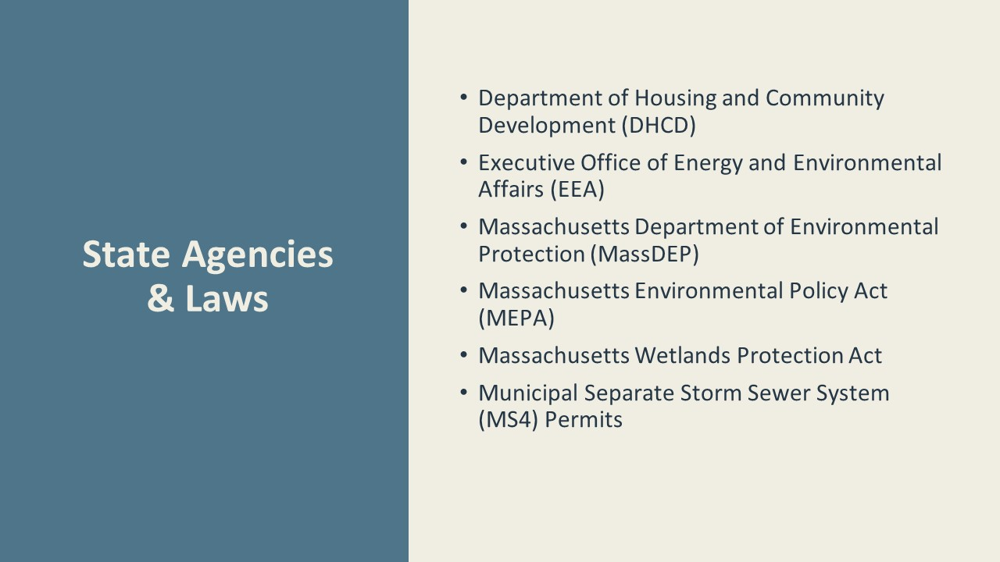 State Agencies
& Laws
• Department of Housing and Community
Development (DHCD)
• Executive Office of Energy and Environmental
Affairs (EEA)
• Massachusetts Department of Environmental
Protection (MassDEP)
• Massachusetts Environmental Policy Act
(MEPA)
• Massachusetts Wetlands Protection Act
• Municipal Separate Storm Sewer System
(MS4) Permits